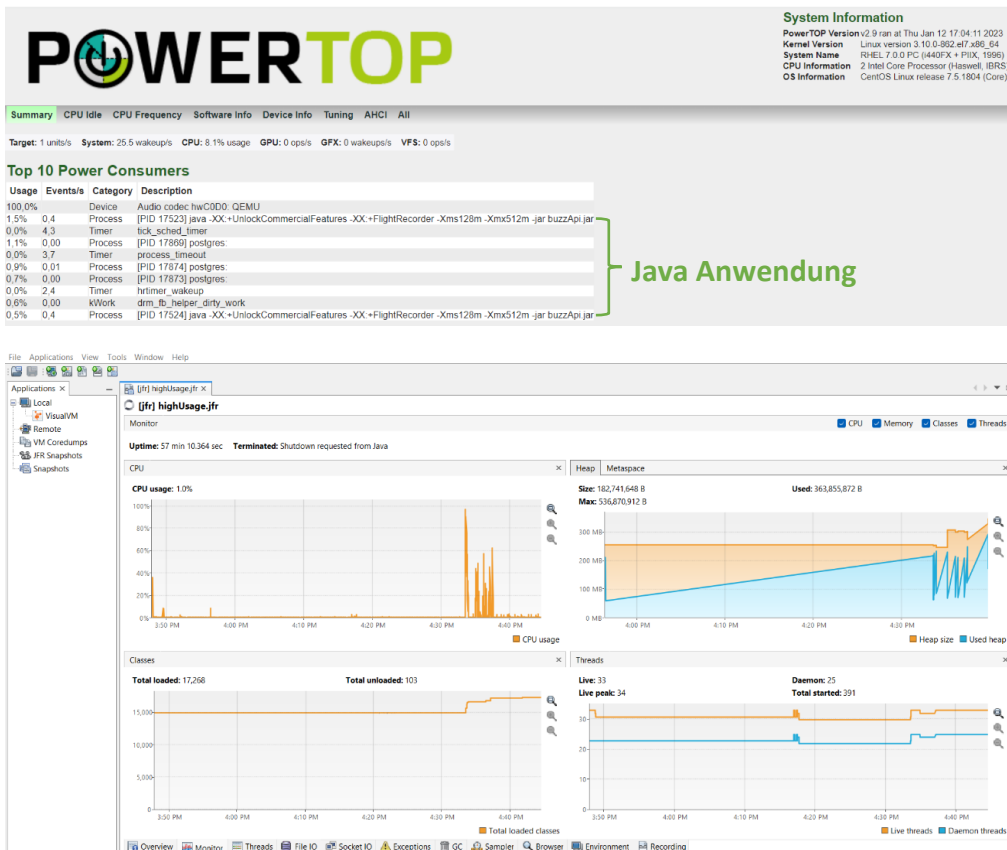 POWERTOP
System Information
PowerTOP Version v2.9 ran at Thu Jan 12 17:04:11 2023
Kernel Version Linux version 3.10.0-862.el7.x86_64
System Name RHEL 7.0.0 PC (i440FX + PIIX, 1996)
CPU Information 2 Intel Core Processor (Haswell, IBRS)
OS Information CentOS Linux release 7.5.1804 (Core)
Summary CPU Idle CPU Frequency Software Info Device Info Tuning AHCI All
Target: 1 units/s System: 25.5 wakeup/s CPU: 8.1% usage GPU: 0 ops/s GFX: 0 wakeups/s VFS: 0 ops/s
Top 10 Power Consumers
Usage Events/s Category Description
100,0% Device Audio codec hwC0D0: QEMU
1,5% 0,4 Process [PID 17523] java -XX:+UnlockCommercialFeatures -XX:+FlightRecorder -Xms128m -Xmx512m -jar buzzApi.jar
0,0% 4,3 Timer tick_sched_timer
1,1% 0,00 Process [PID 17869] postgres:
0,0% 3,7 Timer process_timeout
0,9% 0,01 Process [PID 17874] postgres:
0,7% 0,00 Process [PID 17873] postgres:
0,0% 2,4 Timer hrtimer_wakeup
0,6% 0,00 kWork drm_fb_helper_dirty_work
0,5% 0,4 Process [PID 17524] java -XX:+UnlockCommercialFeatures -XX:+FlightRecorder -Xms128m -Xmx512m -jar buzzApi.jar
Java Anwendung
File Applications View Tools Window Help
Applications ×
Local
VisualVM
Remote
VM Coredumps
JFR Snapshots
Snapshots
[jfr] highUsage.jfr ×
[jfr] highUsage.jfr
Monitor CPU Memory Classes Threads
Uptime: 57 min 10.364 sec Terminated: Shutdown requested from Java
CPU
CPU usage: 1.0%
100%
80%
60%
40%
20%
0%
3:50 PM 4:00 PM 4:10 PM 4:20 PM 4:30 PM 4:40 PM
CPU usage
Heap Metaspace
Size: 182,741,648 B Used: 363,855,872 B
Max: 536,870,912 B
300 MB
200 MB
100 MB
0 MB
4:00 PM 4:10 PM 4:20 PM 4:30 PM
Heap size Used heap
Classes
Total loaded: 17,268 Total unloaded: 103
15,000
10,000
5,000
0
3:50 PM 4:00 PM 4:10 PM 4:20 PM 4:30 PM 4:40 PM
Total loaded classes
Threads
Live: 33 Daemon: 25
Live peak: 34 Total started: 391
30
20
10
0
3:50 PM 4:00 PM 4:10 PM 4:20 PM 4:30 PM 4:40 PM
Live threads Daemon threads
Overview Monitor Threads File IO Socket IO Exceptions GC Sampler Browser Environment Recording